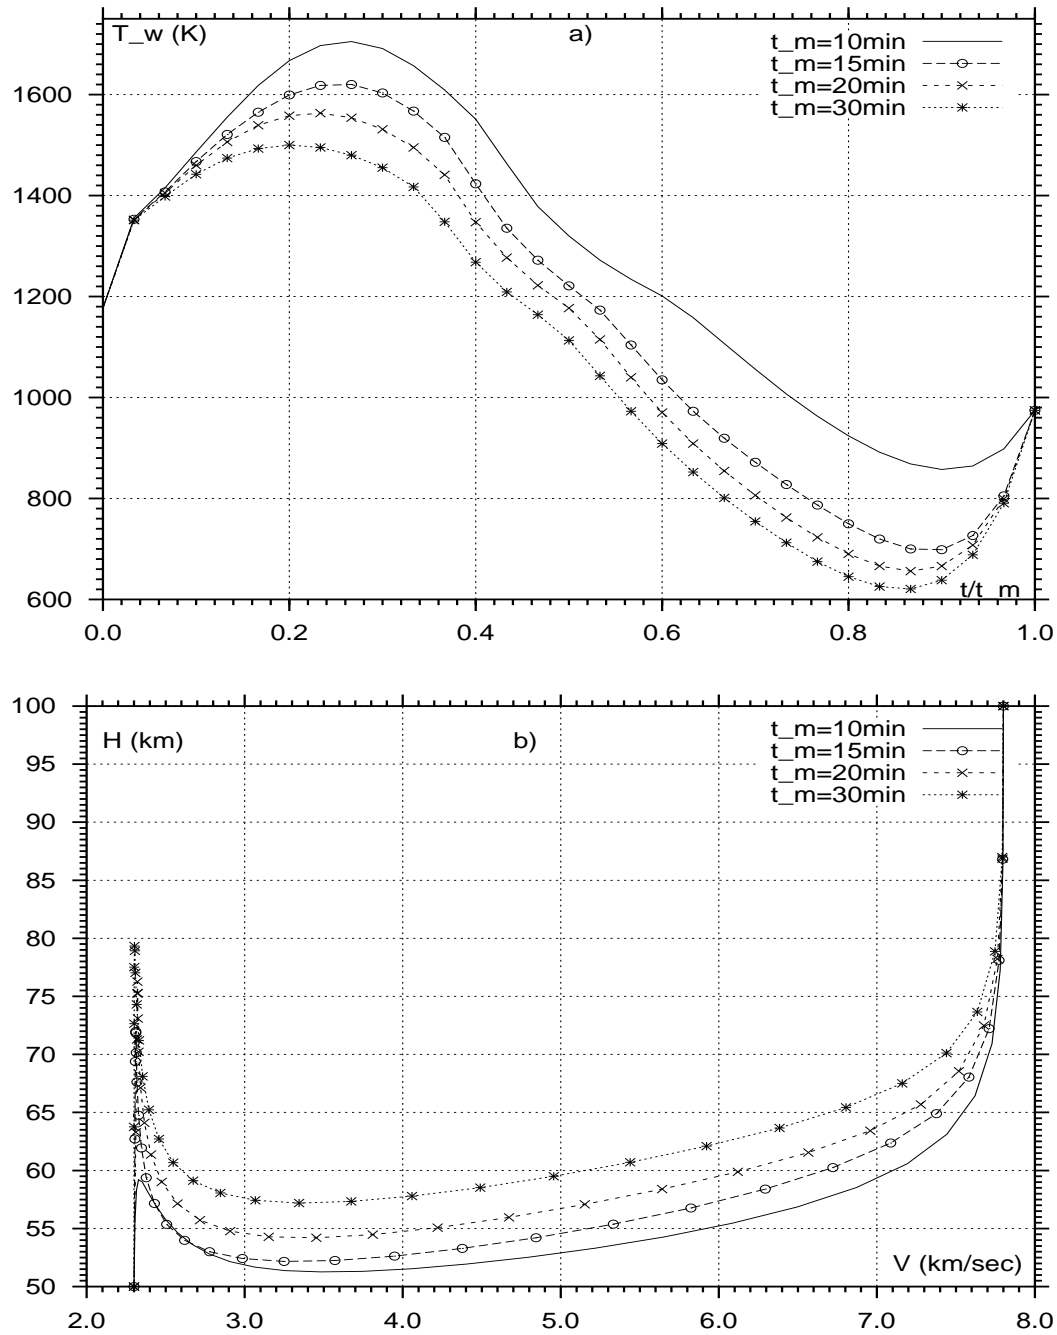 T_w (K)
a)
t_m=10min
t_m=15min
t_m=20min
t_m=30min
1600
1400
1200
1000
800
600
t/t_m
0.0 0.2 0.4 0.6 0.8 1.0
100
95
90
85
80
75
70
65
60
55
50
H (km)
b)
t_m=10min
t_m=15min
t_m=20min
t_m=30min
V (km/sec)
2.0 3.0 4.0 5.0 6.0 7.0 8.0